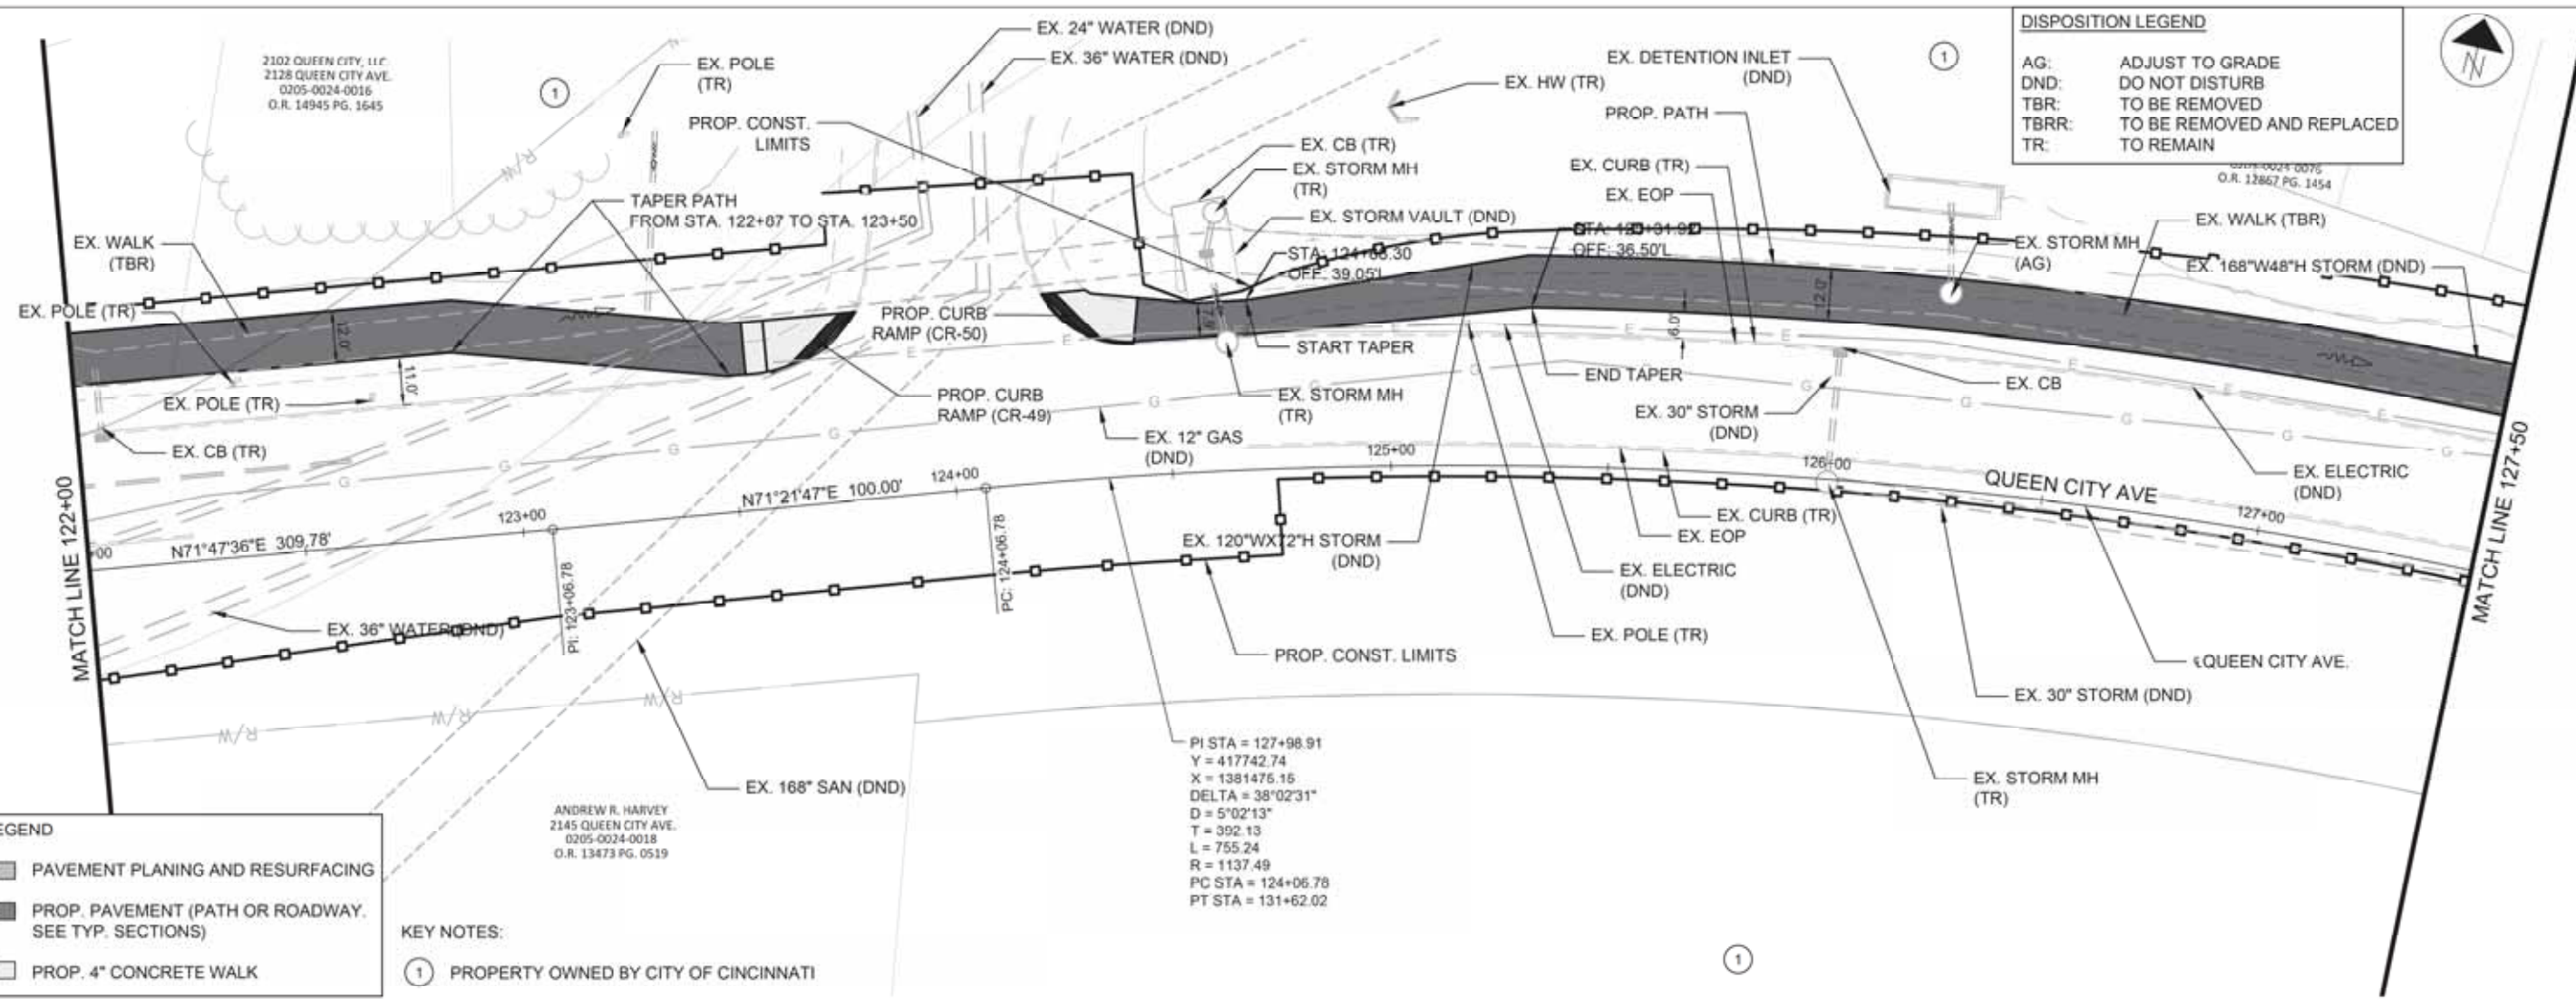 EX. 24" WATER (DND)
EX. 36" WATER (DND)
EX. POLE
(TR)
2102 QUEEN CITY, LLC
2128 QUEEN CITY AVE.
0205-0024-0016
O.R. 14945 PG. 1645
1
PROP. CONST.
LIMITS
R/W
TAPER PATH
FROM STA. 122+67 TO STA. 123+50
EX. WALK
(TBR)
EX. POLE (TR)
12.0'
11.0'
EX. POLE (TR)
EX. CB (TR)
PROP. CURB
RAMP (CR-50)
PROP. CURB
RAMP (CR-49)
EX. HW (TR)
EX. CB (TR)
EX. STORM MH
(TR)
EX. STORM VAULT (DND)
OFF: 39.05'L
START TAPER
EX. STORM MH
(TR)
EX. 12" GAS
(DND)
EX. DETENTION INLET
(DND)
PROP. PATH
EX. CURB (TR)
EX. EOP
OFF: 36.50'L
1
DISPOSITION LEGEND
AG: ADJUST TO GRADE
DND: DO NOT DISTURB
TBR: TO BE REMOVED
TBRR: TO BE REMOVED AND REPLACED
TR: TO REMAIN
N
O.R. 12867 PG. 1454
EX. WALK (TBR)
EX. STORM MH
(AG)
EX. 168"W48"H STORM (DND)
12.0'
6.0'
END TAPER
EX. CB
EX. 30" STORM
(DND)
EX. ELECTRIC
(DND)
E
E
E
E
E
E
E
E
G
G
G
G
G
G
G
G
G
G
G
MATCH LINE 122+00
+00
N71°47'36"E 309.78'
123+00
N71°21'47"E 100.00'
124+00
125+00
126+00
QUEEN CITY AVE
127+00
MATCH LINE 127+50
PI: 123+06.78
PC: 124+06.78
EX. 36" WATER (DND)
EX. 120"WX72"H STORM
(DND)
EX. CURB (TR)
EX. EOP
EX. ELECTRIC
(DND)
EX. POLE (TR)
PROP. CONST. LIMITS
℄QUEEN CITY AVE.
EX. 30" STORM (DND)
EX. STORM MH
(TR)
R/W
R/W
R/W
EX. 168" SAN (DND)
ANDREW R. HARVEY
2145 QUEEN CITY AVE.
0205-0024-0018
O.R. 13473 PG. 0519
PI STA = 127+98.91
Y = 417742.74
X = 1381476.16
DELTA = 38°02'31"
D = 5°02'13"
T = 392.13
L = 755.24
R = 1137.49
PC STA = 124+06.78
PT STA = 131+62.02
EGEND
PAVEMENT PLANING AND RESURFACING
PROP. PAVEMENT (PATH OR ROADWAY.
SEE TYP. SECTIONS)
PROP. 4" CONCRETE WALK
KEY NOTES:
1 PROPERTY OWNED BY CITY OF CINCINNATI
1